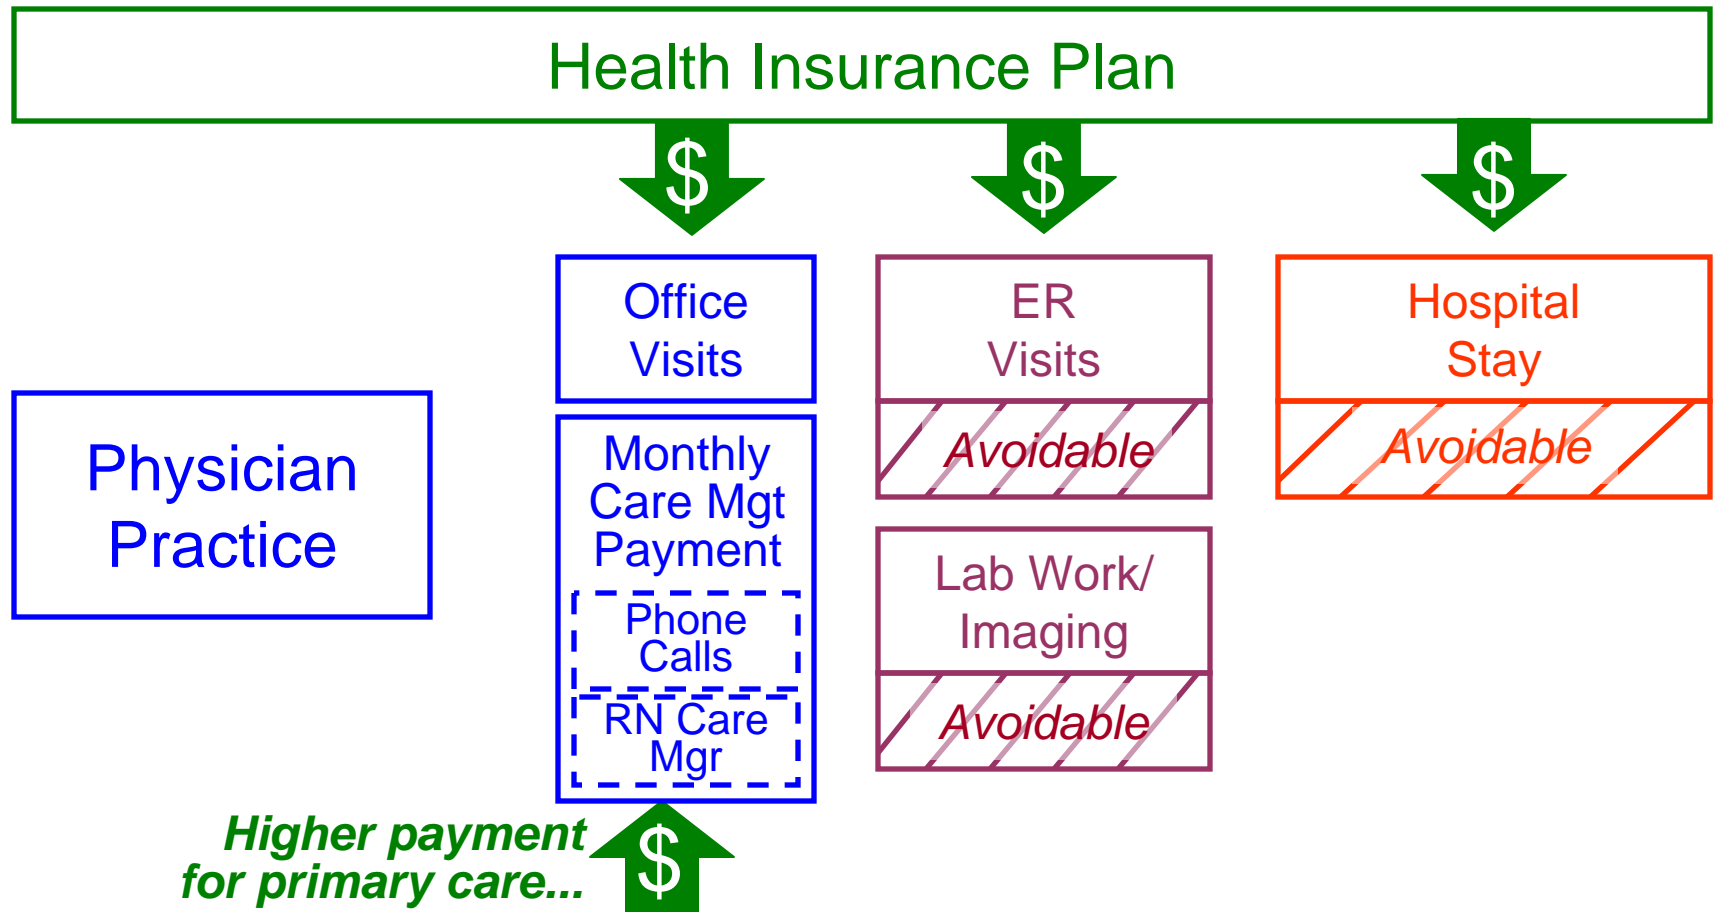 Health Insurance Plan
$
$
$
Office
Visits
ER
Visits
Hospital
Stay
Physician
Practice
Monthly
Care Mgt
Payment
Phone
Calls
RN Care
Mgr
Avoidable
Avoidable
Lab Work/
Imaging
Avoidable
Higher payment
for primary care...
$